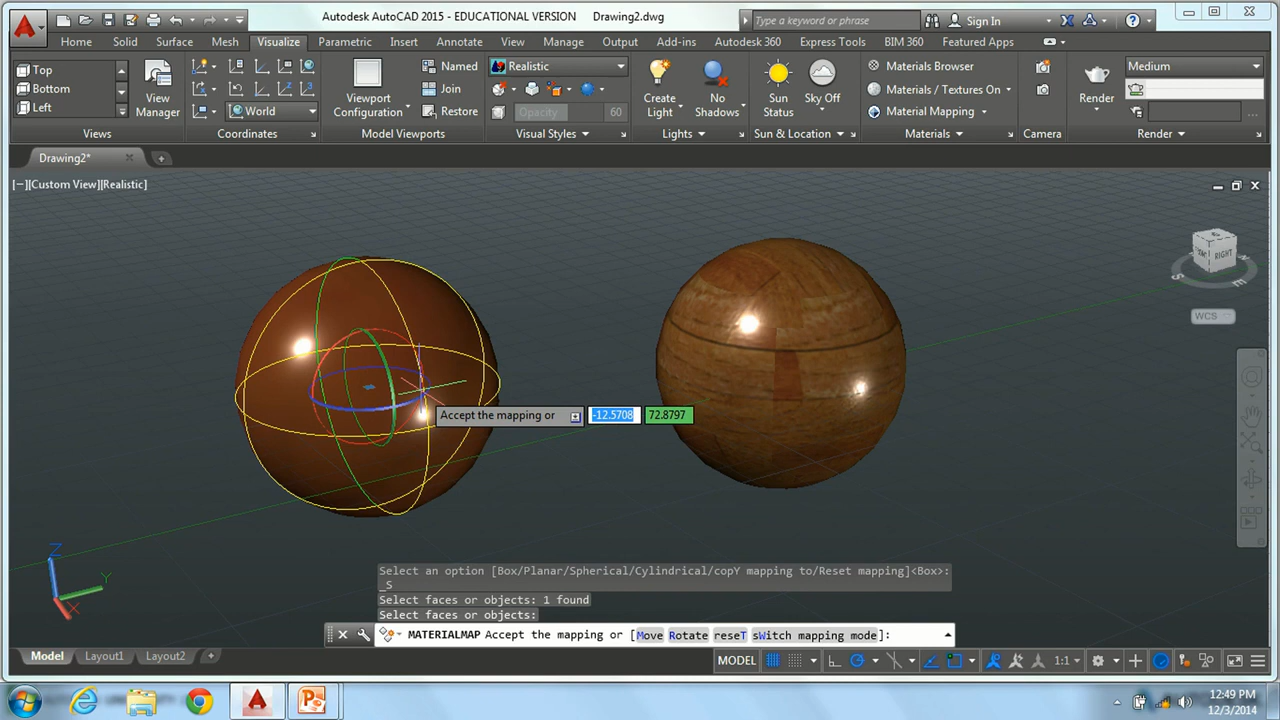 Autodesk AutoCAD 2015 - EDUCATIONAL VERSION Drawing2.dwg
Type a keyword or phrase
Sign In
Home Solid Surface Mesh Visualize Parametric Insert Annotate View Manage Output Add-ins Autodesk 360 Express Tools BIM 360 Featured Apps
Top
Bottom
Left
View
Manager
World
Viewport
Configuration
Named
Join
Restore
Realistic
Opacity 60
Create
Light
No
Shadows
Sun
Status
Sky Off
Materials Browser
Materials / Textures On
Material Mapping
Render
Medium
Views Coordinates Model Viewports Visual Styles Lights Sun & Location Materials Camera Render
Drawing2*
[−][Custom View][Realistic]
RIGHT
S
E
WCS
Accept the mapping or -12.5708 72.8797
Z
Y
X
Select an option [Box/Planar/Spherical/Cylindrical/copY mapping to/Reset mapping]<Box>:
_S
Select faces or objects: 1 found
Select faces or objects:
MATERIALMAP Accept the mapping or [Move Rotate reseT sWitch mapping mode]:
Model Layout1 Layout2
MODEL
1:1
12:49 PM
12/3/2014